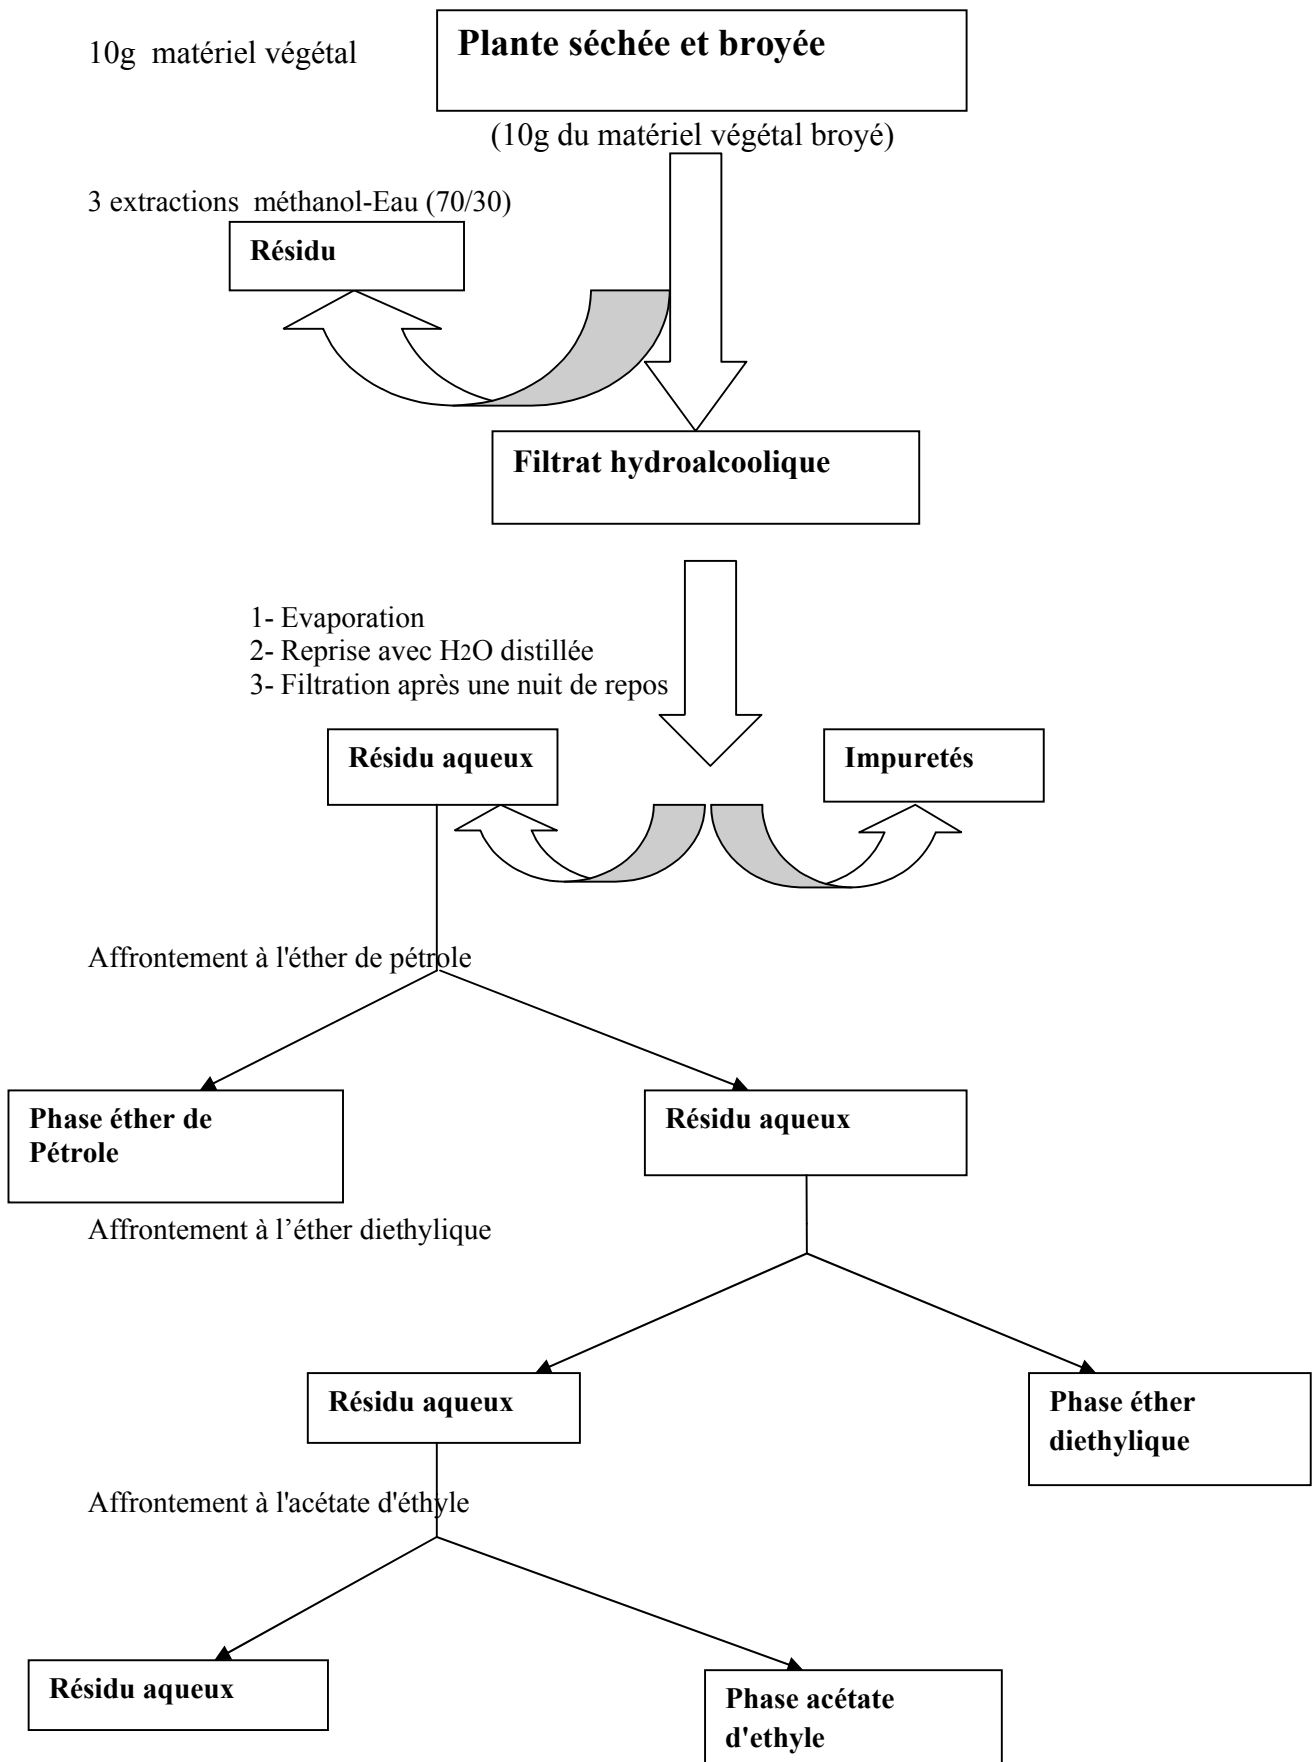 10g  matériel végétal
Plante séchée et broyée
(10g du matériel végétal broyé)
3 extractions  méthanol-Eau (70/30)
Résidu
Filtrat hydroalcoolique
1- Evaporation
2- Reprise avec H2O distillée
3- Filtration après une nuit de repos
Résidu aqueux
Impuretés
Affrontement à l'éther de pétrole
Phase éther de
Pétrole
Résidu aqueux
Affrontement à l’éther diethylique
Résidu aqueux
Phase éther
diethylique
Affrontement à l'acétate d'éthyle
Résidu aqueux
Phase acétate
d'ethyle